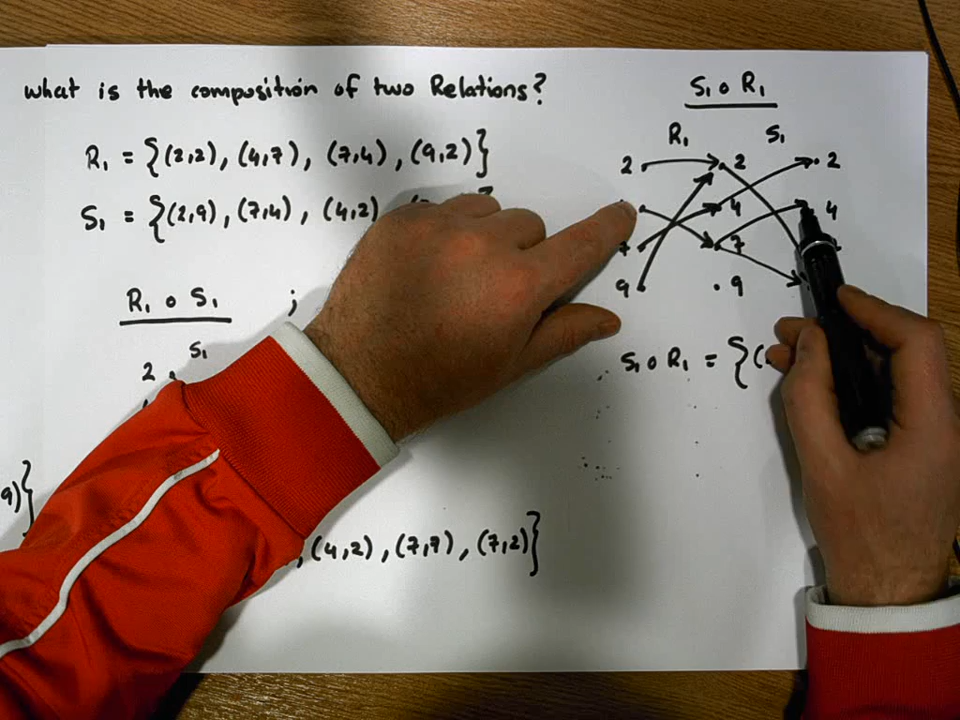 what is the composition of two Relations?
R₁ = {(2,2), (4,7), (7,4), (9,2)}
S₁ = {(2,9), (7,4), (4,2)
R₁ ∘ S₁ ;
S₁
2
9)}
, (4,2), (7,7), (7,2)}
S₁ ∘ R₁
R₁ S₁
2 2 2
4 4
7 7
9 9
S₁ ∘ R₁ = {(